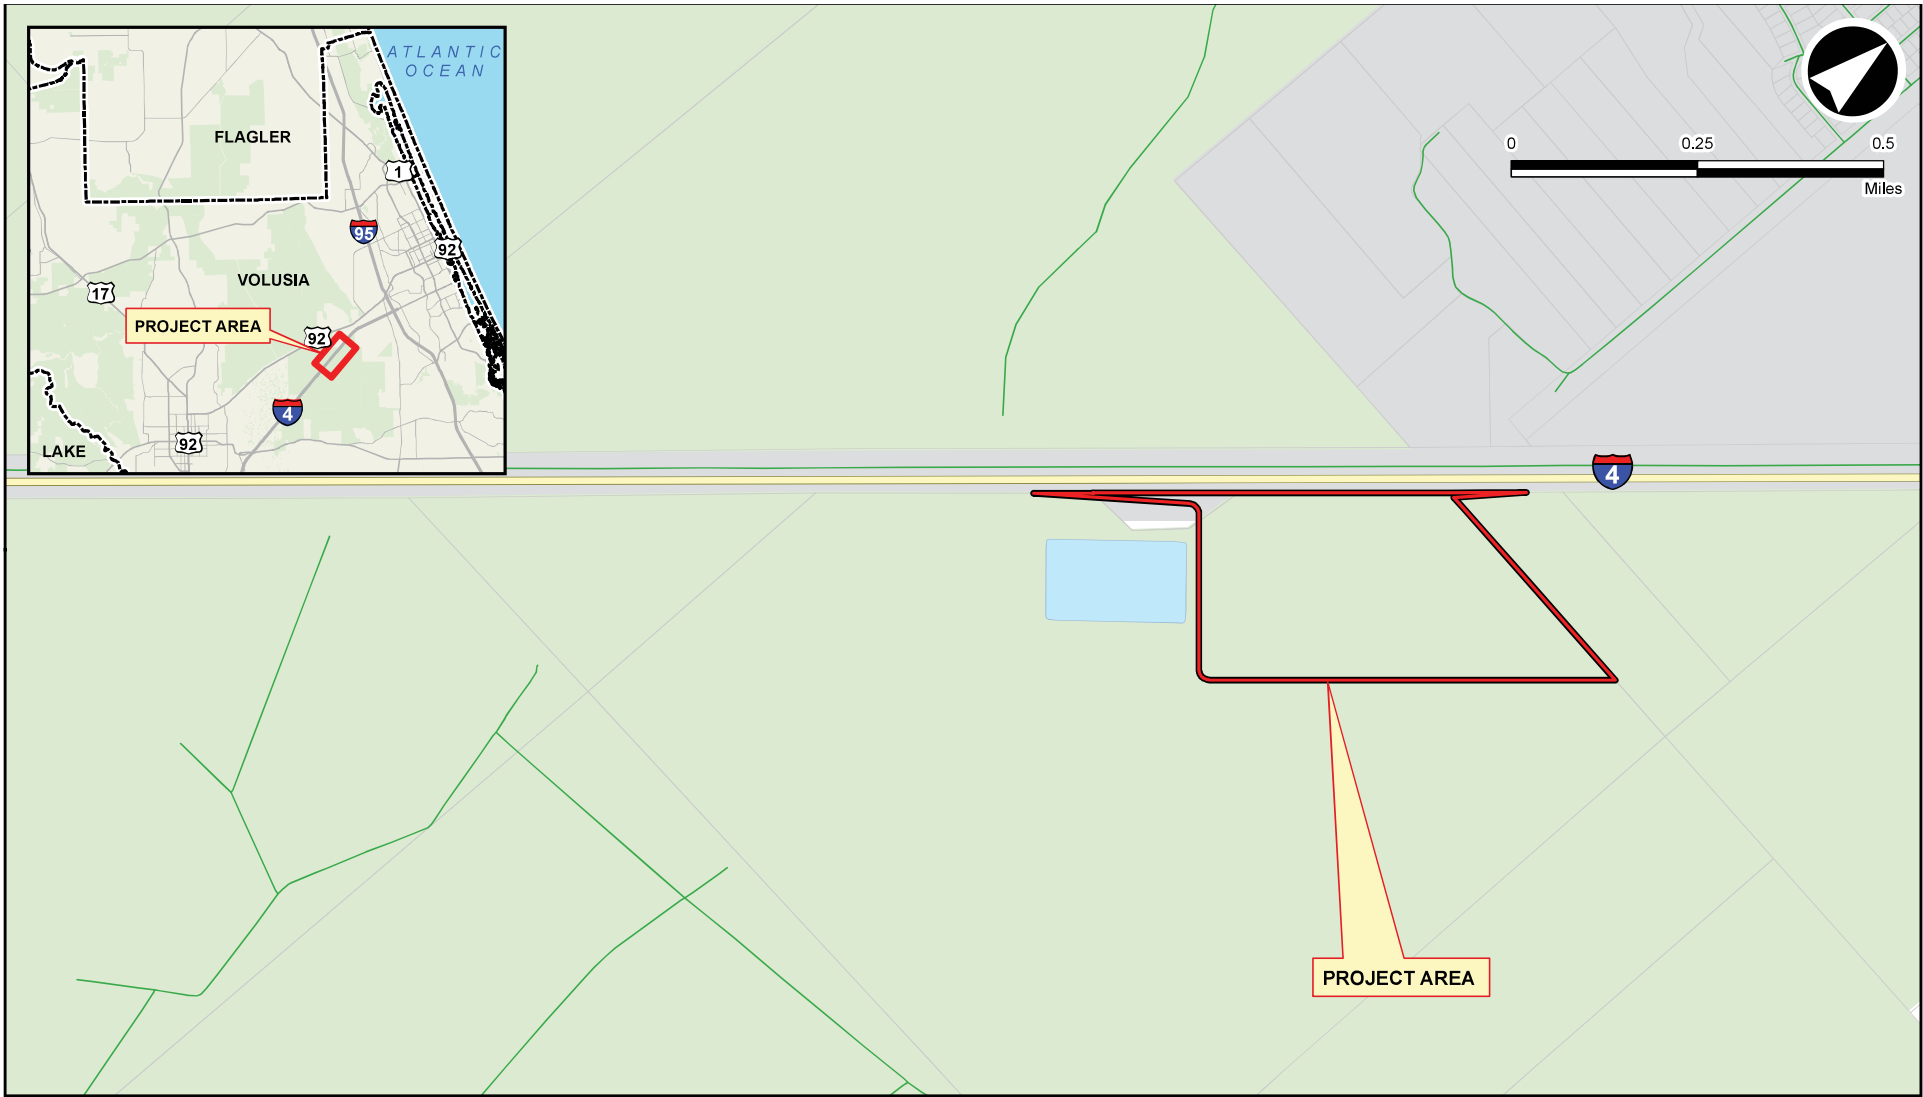 ATLANTIC
OCEAN
FLAGLER
1
95
92
VOLUSIA
17
PROJECT AREA
92
4
92
LAKE
0 0.25 0.5
Miles
4
PROJECT AREA